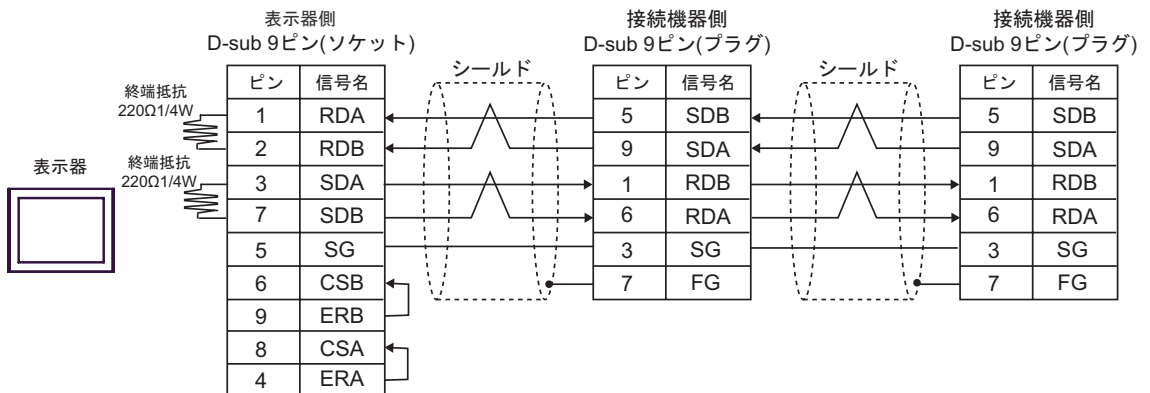 表示器側
D-sub 9ピン(ソケット)
接続機器側
D-sub 9ピン(プラグ)
接続機器側
D-sub 9ピン(プラグ)
シールド
シールド
終端抵抗
220Ω1/4W
終端抵抗
220Ω1/4W
表示器
ピン 信号名
1 RDA
2 RDB
3 SDA
7 SDB
5 SG
6 CSB
9 ERB
8 CSA
4 ERA
ピン 信号名
5 SDB
9 SDA
1 RDB
6 RDA
3 SG
7 FG
ピン 信号名
5 SDB
9 SDA
1 RDB
6 RDA
3 SG
7 FG